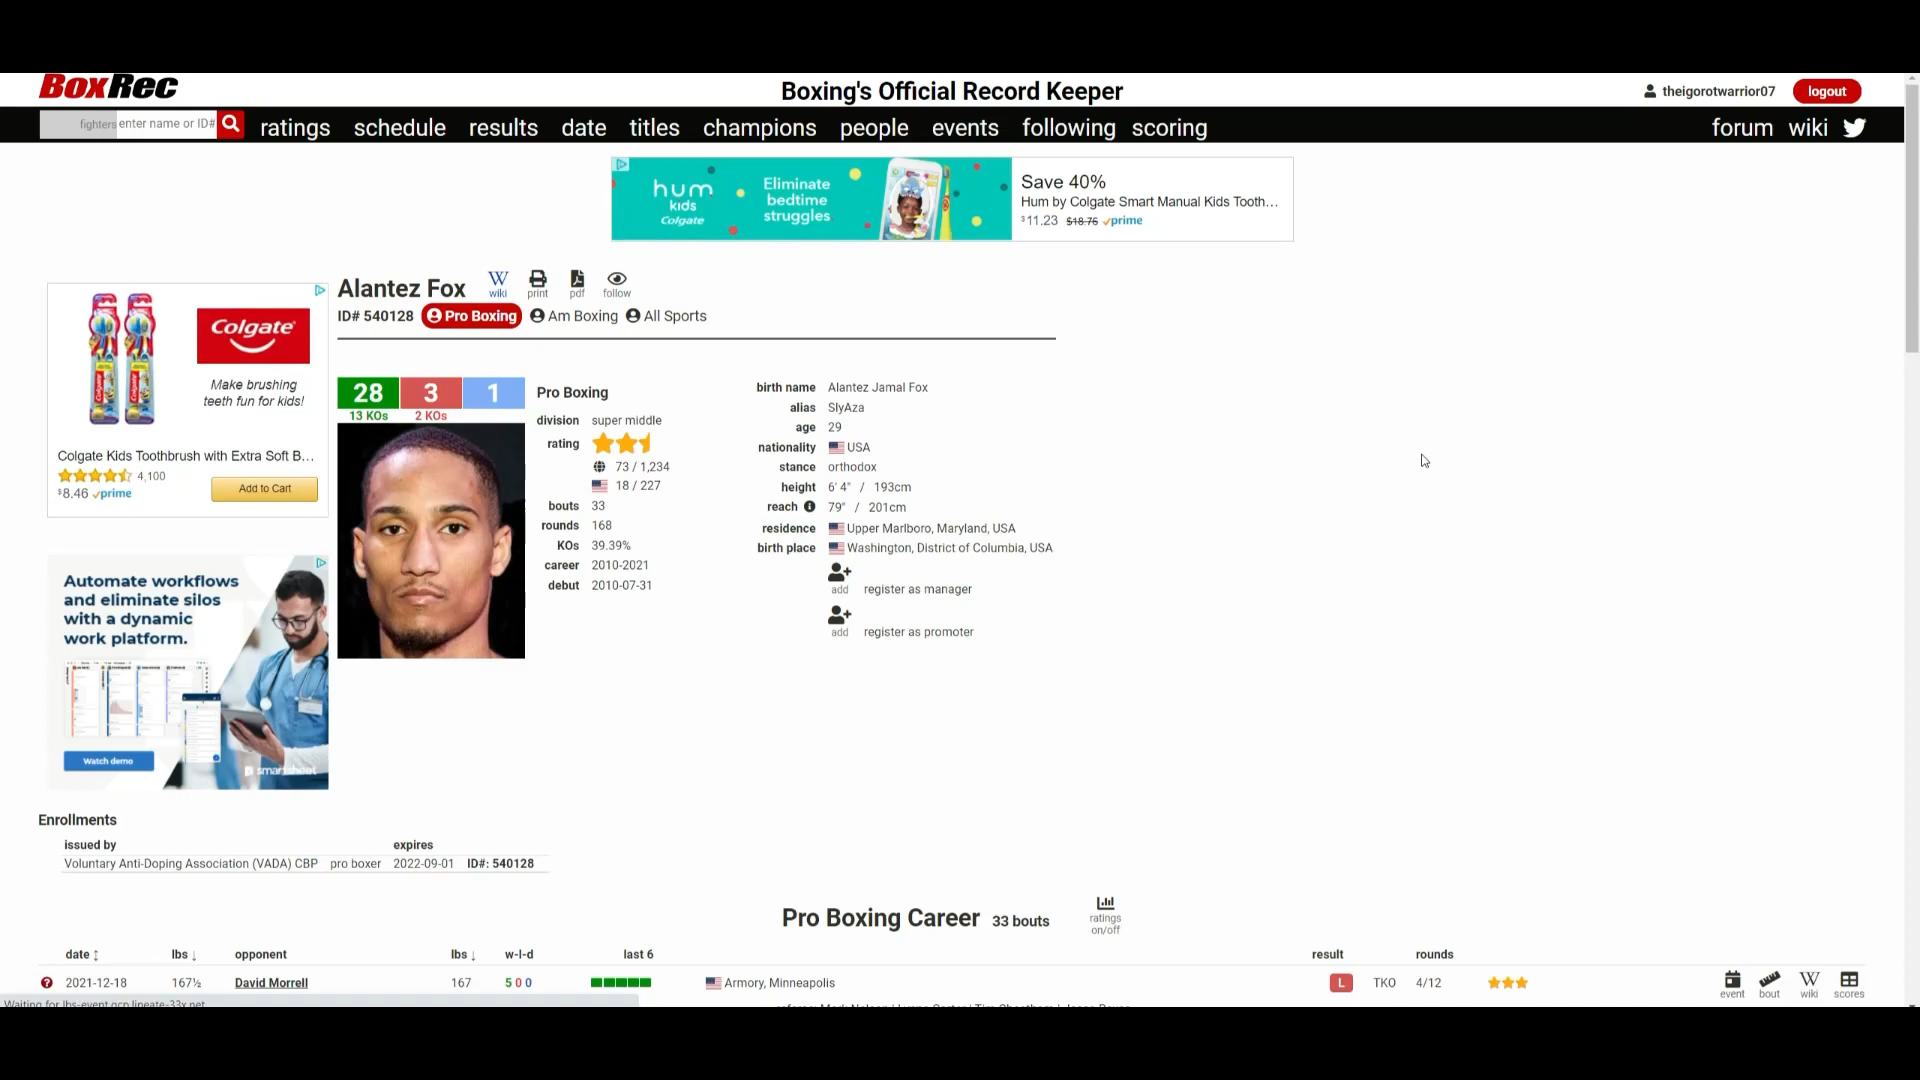 BoxRec
Boxing's Official Record Keeper
theigorotwarrior07
logout
fighters enter name or ID#
ratings schedule results date titles champions people events following scoring
forum wiki
hum
kids
Colgate
Eliminate
bedtime
struggles
Save 40%
Hum by Colgate Smart Manual Kids Tooth...
$11.23 $18.76 prime
Alantez Fox
wiki print pdf follow
ID# 540128 Pro Boxing Am Boxing All Sports
Colgate
Make brushing
teeth fun for kids!
Colgate Kids Toothbrush with Extra Soft B...
4,100
$8.46 prime
Add to Cart
28 3 1
13 KOs 2 KOs
Pro Boxing
division super middle
rating
73 / 1,234
18 / 227
bouts 33
rounds 168
KOs 39.39%
career 2010-2021
debut 2010-07-31
birth name Alantez Jamal Fox
alias SlyAza
age 29
nationality USA
stance orthodox
height 6' 4" / 193cm
reach 79" / 201cm
residence Upper Marlboro, Maryland, USA
birth place Washington, District of Columbia, USA
add register as manager
add register as promoter
Automate workflows
and eliminate silos
with a dynamic
work platform.
Watch demo
smartsheet
Enrollments
issued by expires
Voluntary Anti-Doping Association (VADA) CBP pro boxer 2022-09-01 ID#: 540128
Pro Boxing Career 33 bouts
ratings
on/off
date lbs opponent lbs w-l-d last 6 result rounds
2021-12-18 167½ David Morrell 167 5 0 0 Armory, Minneapolis L TKO 4/12
event bout wiki scores